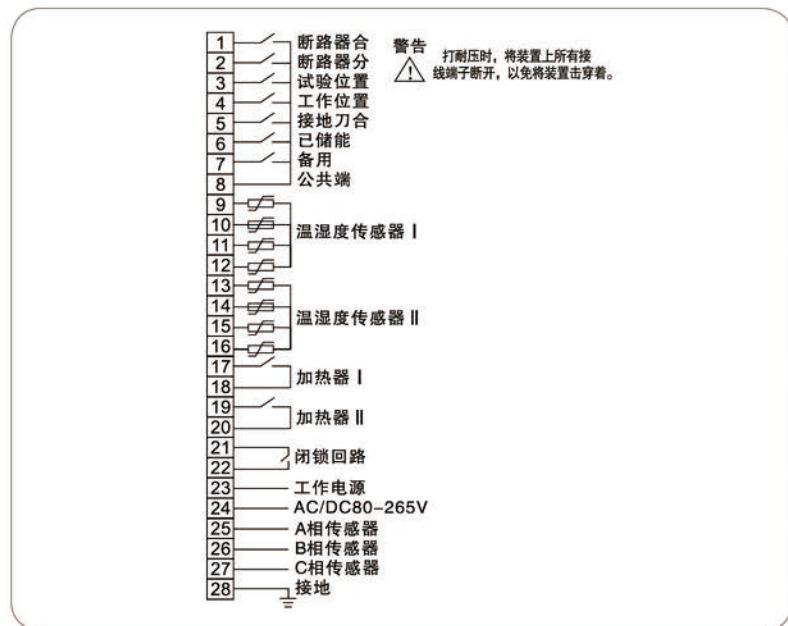 1 断路器合
2 断路器分
3 试验位置
4 工作位置
5 接地刀合
6 已储能
7 备用
8 公共端
警告
打耐压时，将装置上所有接
线端子断开，以免将装置击穿着。
9
10
温湿度传感器 I
11
12
13
14
温湿度传感器 II
15
16
17
加热器 I
18
19
加热器 II
20
21
闭锁回路
22
23 工作电源
24 AC/DC80-265V
25 A相传感器
26 B相传感器
27 C相传感器
28 接地